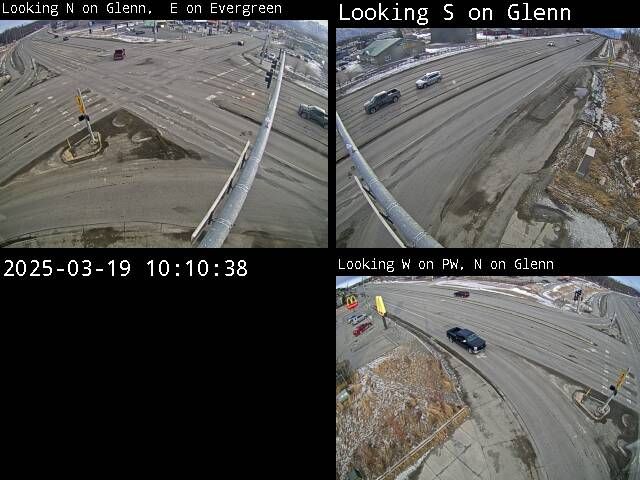 Looking N on Glenn,  E on Evergreen
Looking S on Glenn
2025-03-19 10:10:38
Looking W on PW, N on Glenn